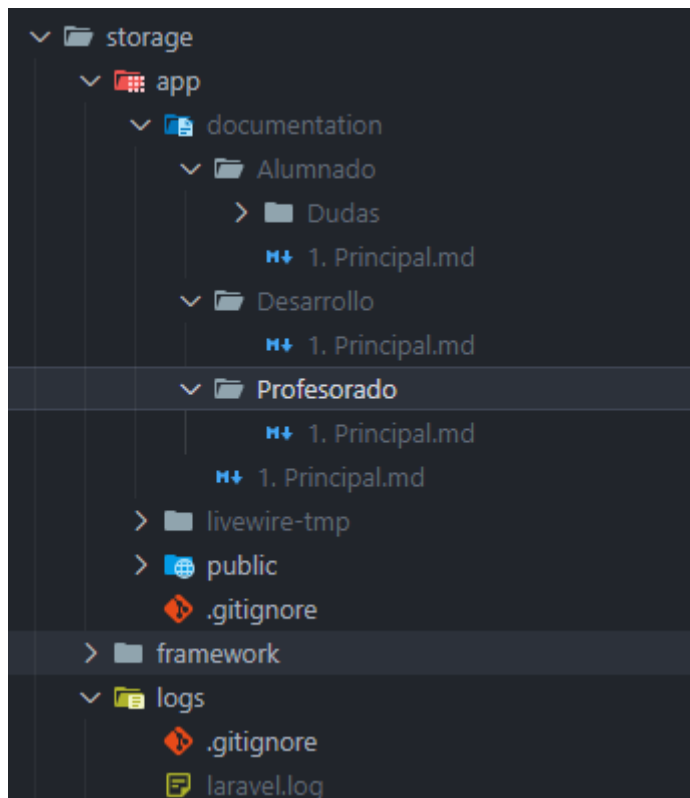 storage
app
documentation
Alumnado
Dudas
1. Principal.md
Desarrollo
1. Principal.md
Profesorado
1. Principal.md
1. Principal.md
livewire-tmp
public
.gitignore
framework
logs
.gitignore
laravel.log